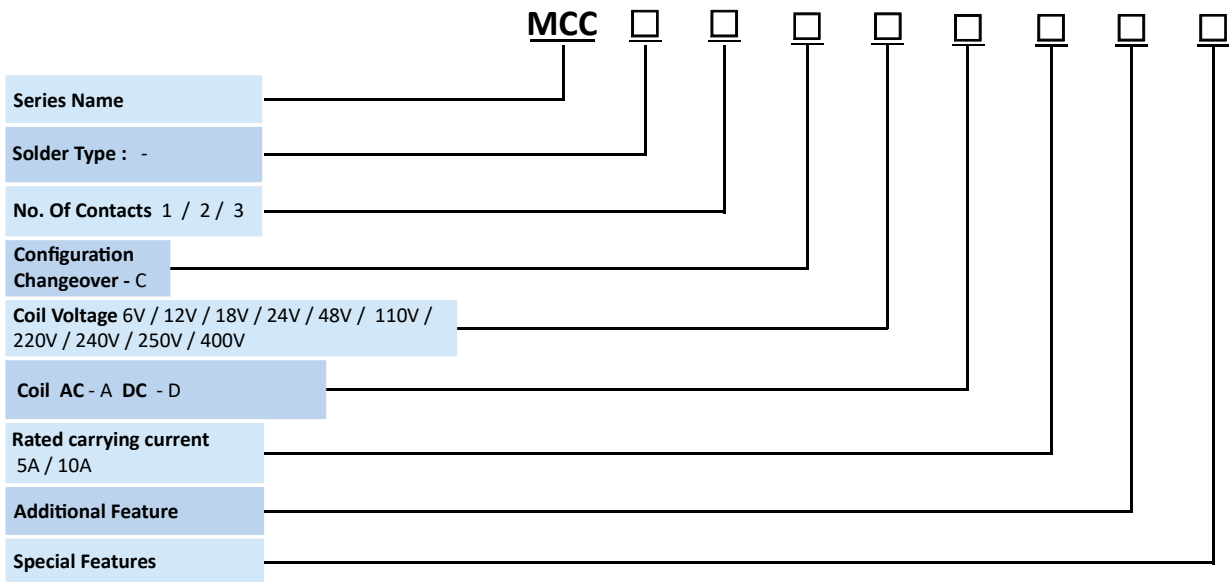 MCC
Series Name
Solder Type : -
No. Of Contacts 1 / 2 / 3
Configuration
Changeover - C
Coil Voltage 6V / 12V / 18V / 24V / 48V / 110V /
220V / 240V / 250V / 400V
Coil AC - A DC - D
Rated carrying current
5A / 10A
Additional Feature
Special Features